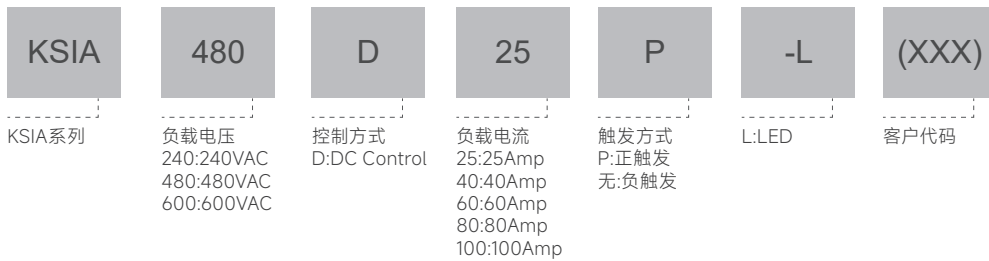 KSIA 480 D 25 P -L (XXX)
KSIA系列
负载电压
240:240VAC
480:480VAC
600:600VAC
控制方式
D:DC Control
负载电流
25:25Amp
40:40Amp
60:60Amp
80:80Amp
100:100Amp
触发方式
P:正触发
无:负触发
L:LED
客户代码